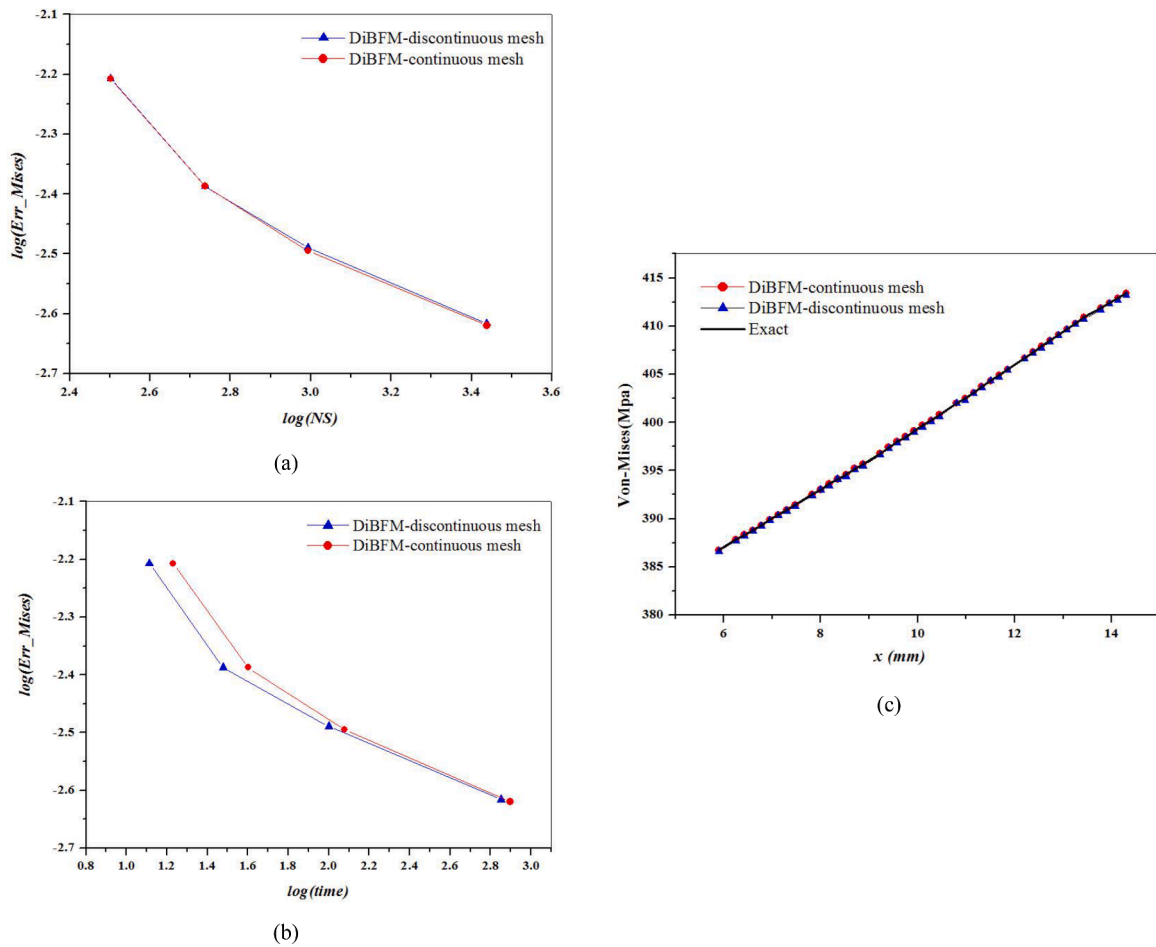 -2.1
-2.2
-2.3
-2.4
-2.5
-2.6
-2.7
log(Err_Mises)
DiBFM-discontinuous mesh
DiBFM-continuous mesh
2.4 2.6 2.8 3.0 3.2 3.4 3.6
log(NS)
(a)
-2.1
-2.2
-2.3
-2.4
-2.5
-2.6
-2.7
log(Err_Mises)
DiBFM-discontinuous mesh
DiBFM-continuous mesh
0.8 1.0 1.2 1.4 1.6 1.8 2.0 2.2 2.4 2.6 2.8 3.0
log(time)
(b)
415
410
405
400
395
390
385
380
Von-Mises(Mpa)
DiBFM-continuous mesh
DiBFM-discontinuous mesh
Exact
6 8 10 12 14
x (mm)
(c)